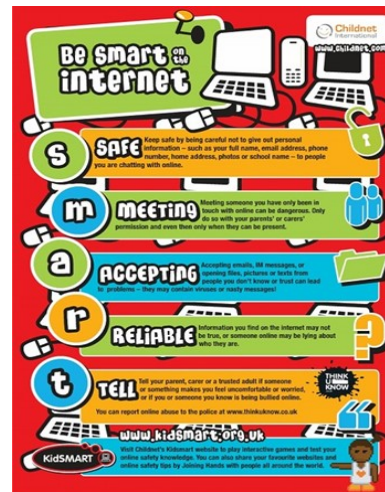 Childnet
International
www.childnet.com
Be smart on the
internet
s
SAFE
Keep safe by being careful not to give out personal
information – such as your full name, email address, phone
number, home address, photos or school name – to people
you are chatting with online.
m
MEETING
Meeting someone you have only been in
touch with online can be dangerous. Only
do so with your parents' or carers'
permission and even then only when they can be present.
a
ACCEPTING
Accepting emails, IM messages, or
opening files, pictures or texts from
people you don't know or trust can lead
to problems – they may contain viruses or nasty messages!
r
RELIABLE
Information you find on the internet may not
be true, or someone online may be lying about
who they are.
t
TELL
Tell your parent, carer or a trusted adult if someone
or something makes you feel uncomfortable or worried,
or if you or someone you know is being bullied online.
THINK
U
KNOW
You can report online abuse to the police at www.thinkuknow.co.uk
www.kidsmart.org.uk
KidSMART
Visit Childnet's Kidsmart website to play interactive games and test your
online safety knowledge. You can also share your favourite websites and
online safety tips by Joining Hands with people all around the world.